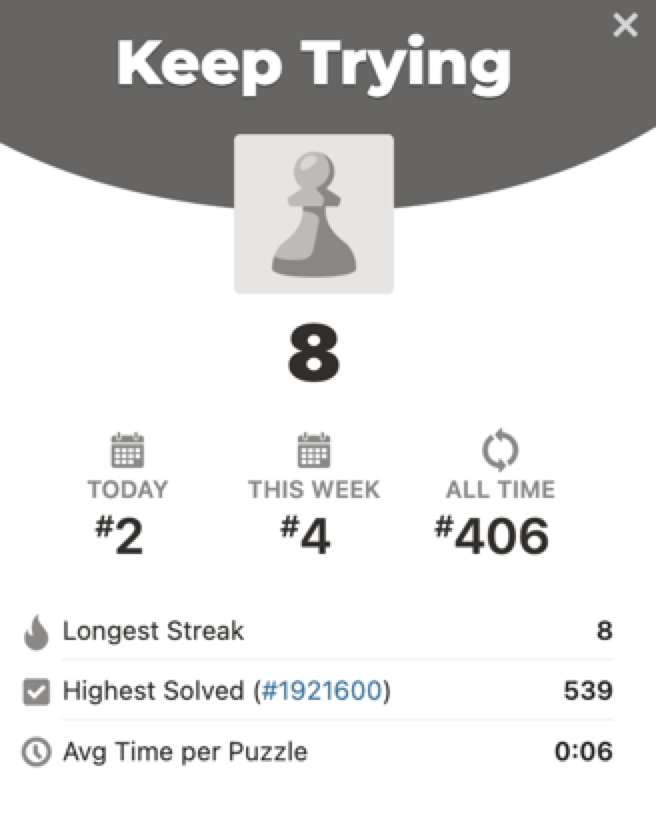 Keep Trying
8
TODAY THIS WEEK ALL TIME
#2 #4 #406
Longest Streak 8
Highest Solved (#1921600) 539
Avg Time per Puzzle 0:06